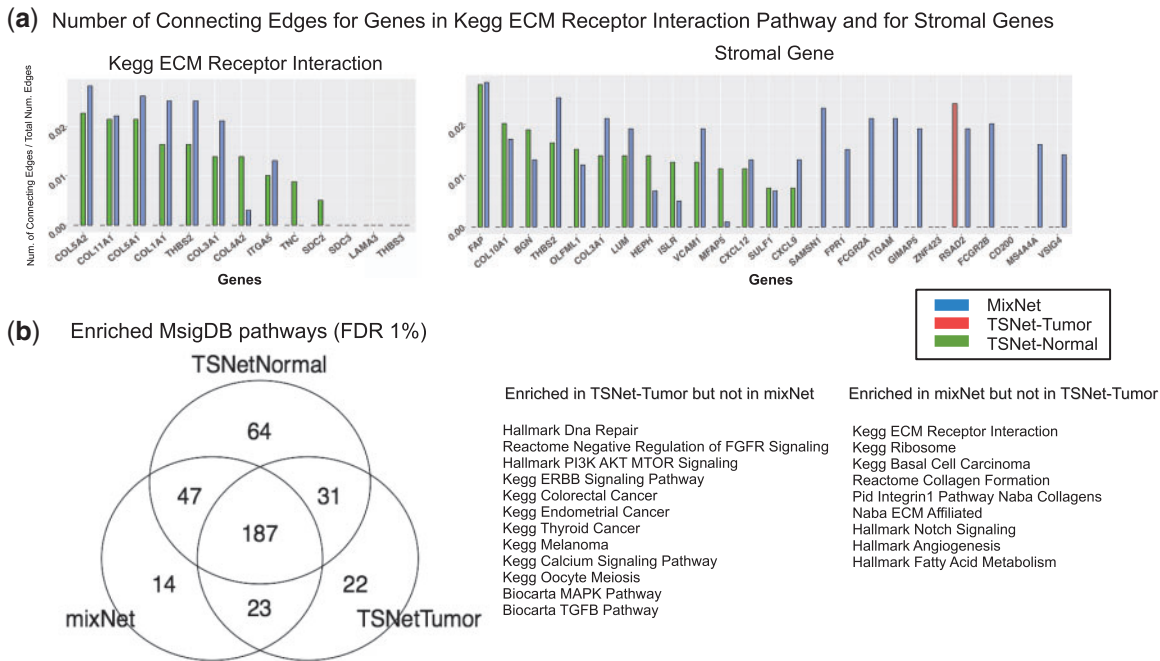 (a) Number of Connecting Edges for Genes in Kegg ECM Receptor Interaction Pathway and for Stromal Genes
Kegg ECM Receptor Interaction
Stromal Gene
Num. of Connecting Edges / Total Num. Edges
0.02
0.01
0.00
COL5A2
COL11A1
COL5A1
COL1A1
THBS2
COL3A1
COL4A2
ITGA5
TNC
SDC2
SDC3
LAMA3
THBS3
Genes
0.02
0.01
0.00
FAP
COL10A1
BGN
THBS2
OLFML1
COL3A1
LUM
HEPH
ISLR
VCAM1
MFAP5
CXCL12
SULF1
CXCL9
SAMSN1
FPR1
FCGR2A
ITGAM
GIMAP5
ZNF423
RSAD2
FCGR2B
CD200
MS4A4A
VSIG4
Genes
MixNet
TSNet-Tumor
TSNet-Normal
(b) Enriched MsigDB pathways (FDR 1%)
TSNetNormal
64
47
31
187
14
22
23
mixNet
TSNetTumor
Enriched in TSNet-Tumor but not in mixNet
Hallmark Dna Repair
Reactome Negative Regulation of FGFR Signaling
Hallmark PI3K AKT MTOR Signaling
Kegg ERBB Signaling Pathway
Kegg Colorectal Cancer
Kegg Endometrial Cancer
Kegg Thyroid Cancer
Kegg Melanoma
Kegg Calcium Signaling Pathway
Kegg Oocyte Meiosis
Biocarta MAPK Pathway
Biocarta TGFB Pathway
Enriched in mixNet but not in TSNet-Tumor
Kegg ECM Receptor Interaction
Kegg Ribosome
Kegg Basal Cell Carcinoma
Reactome Collagen Formation
Pid Integrin1 Pathway Naba Collagens
Naba ECM Affiliated
Hallmark Notch Signaling
Hallmark Angiogenesis
Hallmark Fatty Acid Metabolism